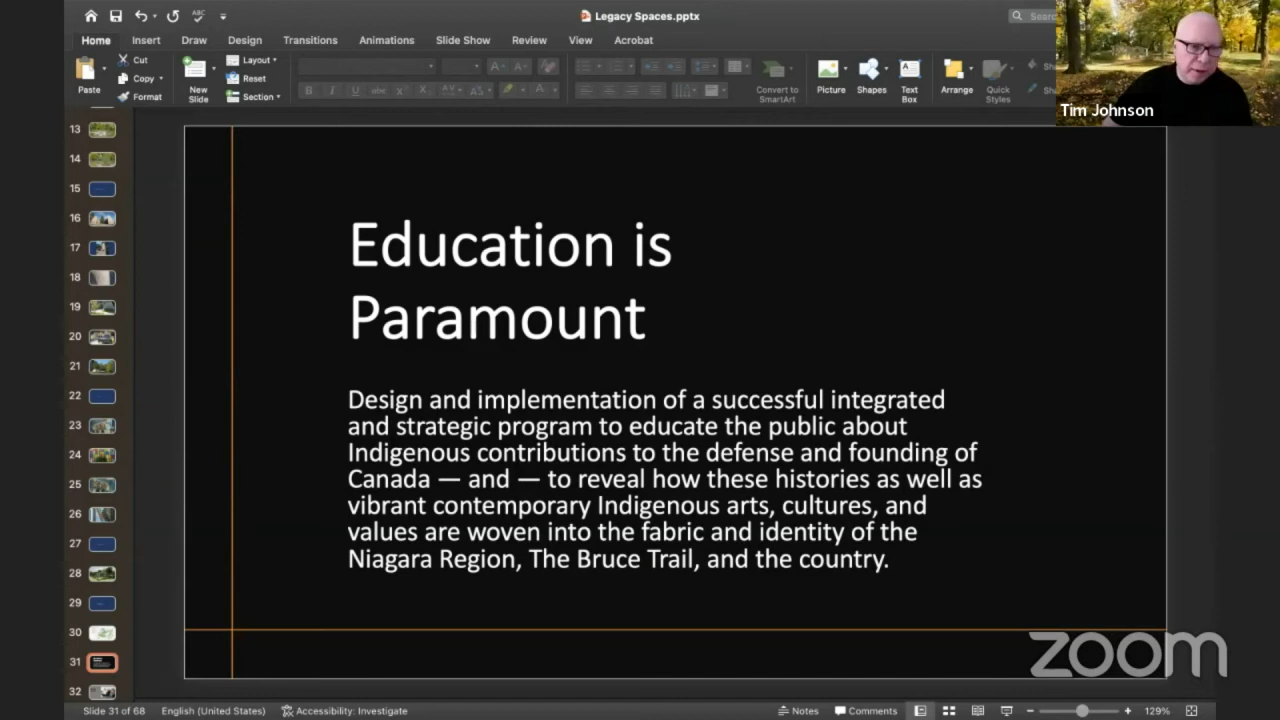 Legacy Spaces.pptx
Home Insert Draw Design Transitions Animations Slide Show Review View Acrobat
Paste
Cut
Copy
Format
New Slide
Layout
Reset
Section
Convert to SmartArt
Picture
Shapes
Text Box
Arrange
Quick Styles
Tim Johnson
13
14
15
16
17
18
19
20
21
22
23
24
25
26
27
28
29
30
31
32
Education is
Paramount
Design and implementation of a successful integrated
and strategic program to educate the public about
Indigenous contributions to the defense and founding of
Canada — and — to reveal how these histories as well as
vibrant contemporary Indigenous arts, cultures, and
values are woven into the fabric and identity of the
Niagara Region, The Bruce Trail, and the country.
zoom
Slide 31 of 68 English (United States) Accessibility: Investigate Notes Comments 129%